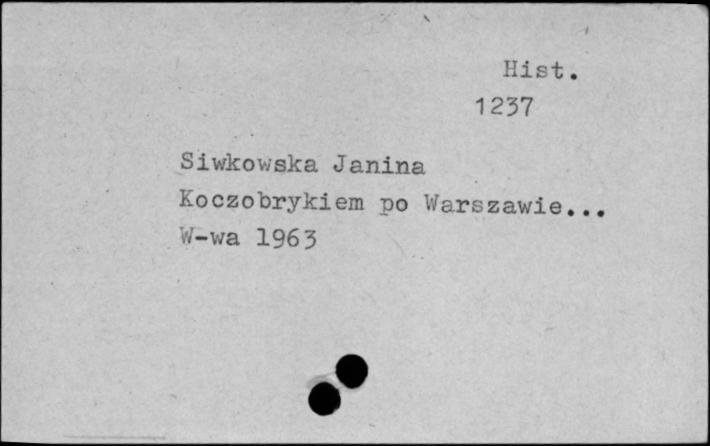 Hist.
1237
Siwkowska Janina
Koczobrykiem po Warszawie...
W-wa 1963